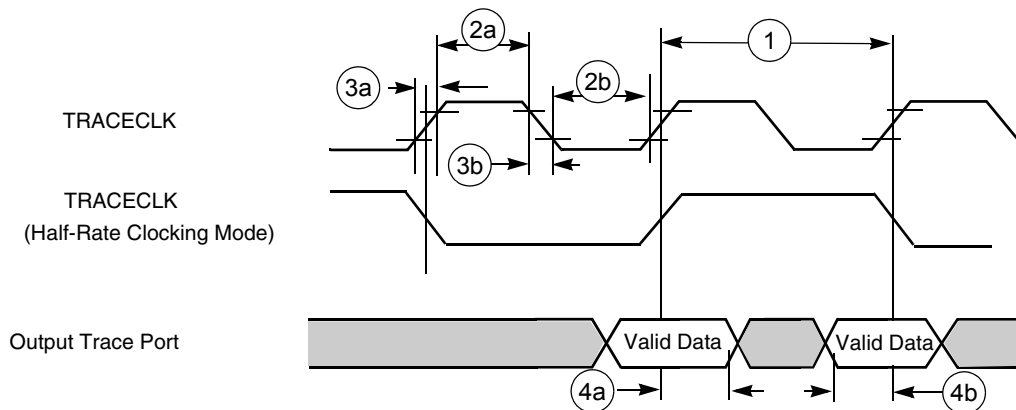 2a
1
3a
2b
TRACECLK
3b
TRACECLK
(Half-Rate Clocking Mode)
Output Trace Port
Valid Data
Valid Data
4a
4b